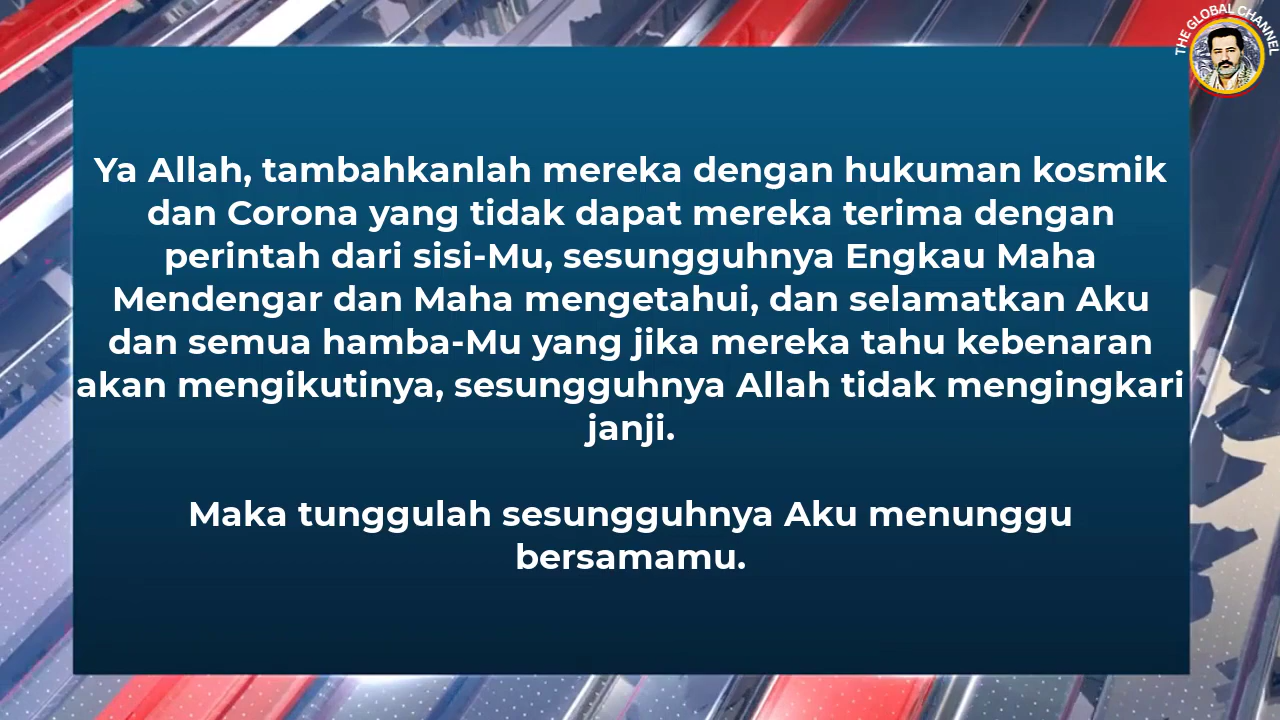 THE GLOBAL CHANNEL
Ya Allah, tambahkanlah mereka dengan hukuman kosmik
dan Corona yang tidak dapat mereka terima dengan
perintah dari sisi-Mu, sesungguhnya Engkau Maha
Mendengar dan Maha mengetahui, dan selamatkan Aku
dan semua hamba-Mu yang jika mereka tahu kebenaran
akan mengikutinya, sesungguhnya Allah tidak mengingkari
janji.
Maka tunggulah sesungguhnya Aku menunggu
bersamamu.